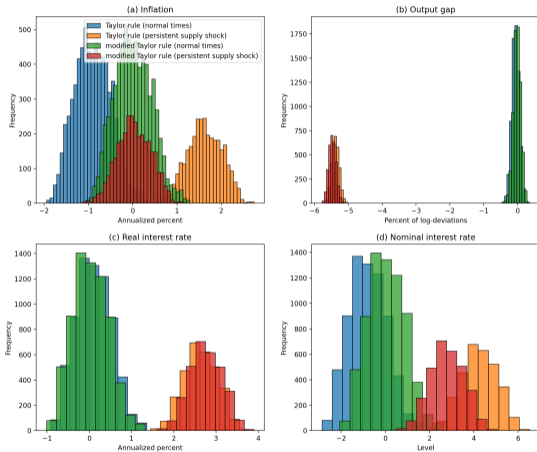 (a) Inflation
Taylor rule (normal times)
Taylor rule (persistent supply shock)
modified Taylor rule (normal times)
modified Taylor rule (persistent supply shock)
Frequency
500
400
300
200
100
0
−2 −1 0 1 2
Annualized percent
(b) Output gap
Frequency
1750
1500
1250
1000
750
500
250
0
−6 −5 −4 −3 −2 −1 0
Percent of log-deviations
(c) Real interest rate
Frequency
1400
1200
1000
800
600
400
200
0
−1 0 1 2 3 4
Annualized percent
(d) Nominal interest rate
Frequency
1400
1200
1000
800
600
400
200
0
−2 0 2 4 6
Level